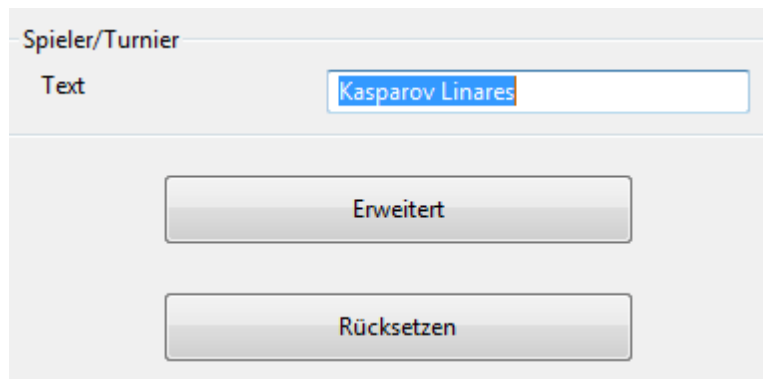 Spieler/Turnier
Text Kasparov Linares
Erweitert
Rücksetzen